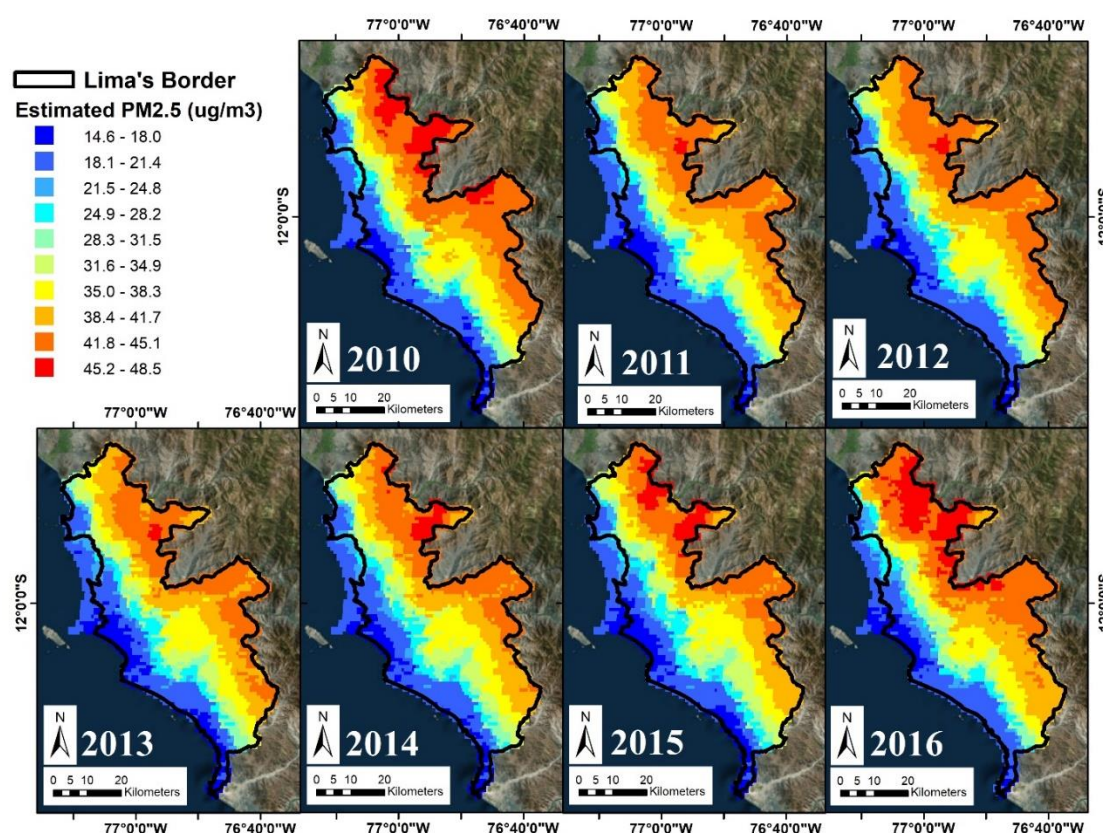 77°0'0"W 76°40'0"W 77°0'0"W 76°40'0"W 77°0'0"W 76°40'0"W
Lima's Border
Estimated PM2.5 (ug/m3)
14.6 - 18.0
18.1 - 21.4
21.5 - 24.8
24.9 - 28.2
28.3 - 31.5
31.6 - 34.9
35.0 - 38.3
38.4 - 41.7
41.8 - 45.1
45.2 - 48.5
12°0'0"S
12°0'0"S
N
2010
0 5 10 20
Kilometers
N
2011
0 5 10 20
Kilometers
N
2012
0 5 10 20
Kilometers
77°0'0"W 76°40'0"W
12°0'0"S
12°0'0"S
N
2013
0 5 10 20
Kilometers
N
2014
0 5 10 20
Kilometers
N
2015
0 5 10 20
Kilometers
N
2016
0 5 10 20
Kilometers
77°0'0"W 76°40'0"W 77°0'0"W 76°40'0"W 77°0'0"W 76°40'0"W 77°0'0"W 76°40'0"W